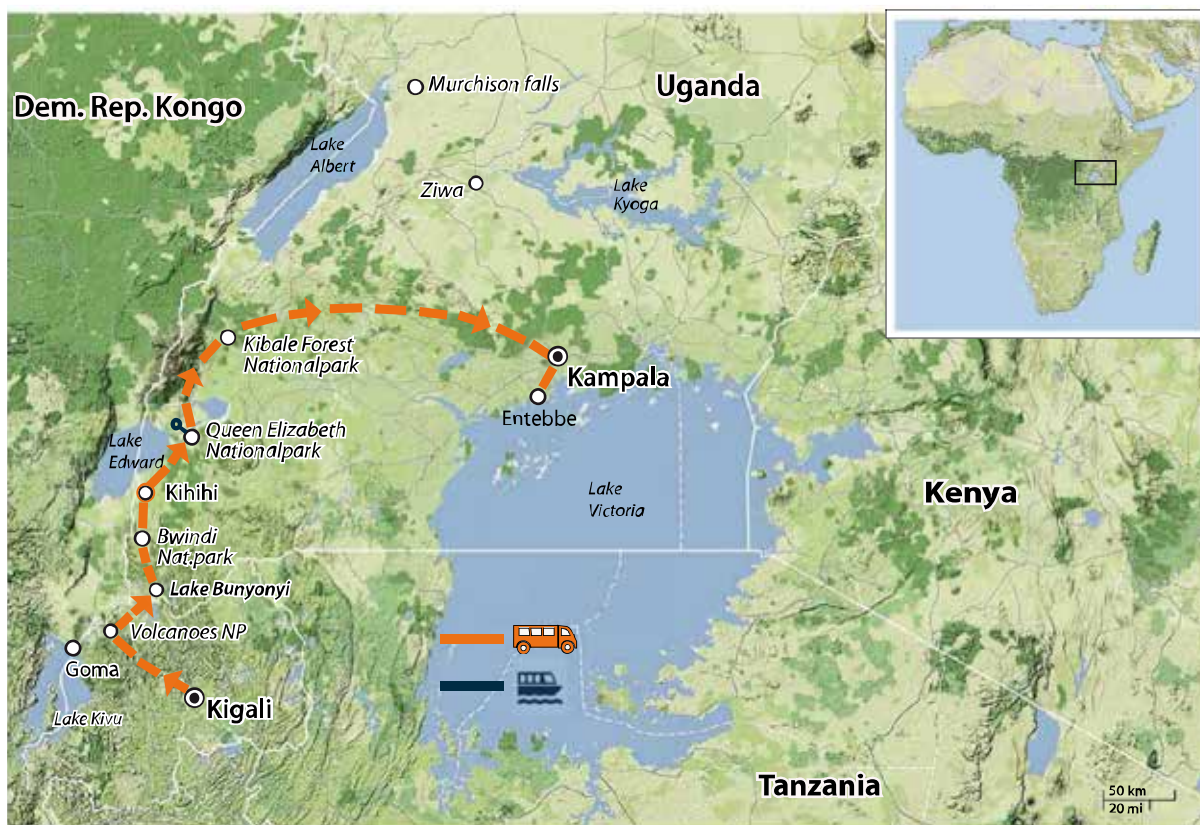 Murchison falls
Uganda
Dem. Rep. Kongo
Lake
Albert
Ziwa
Lake
Kyoga
Kibale Forest
Nationalpark
Kampala
Entebbe
Queen Elizabeth
Nationalpark
Lake
Edward
Kihihi
Lake
Victoria
Kenya
Bwindi
Nat.park
Lake Bunyonyi
Volcanoes NP
Goma
Kigali
Lake Kivu
Tanzania
50 km
20 mi